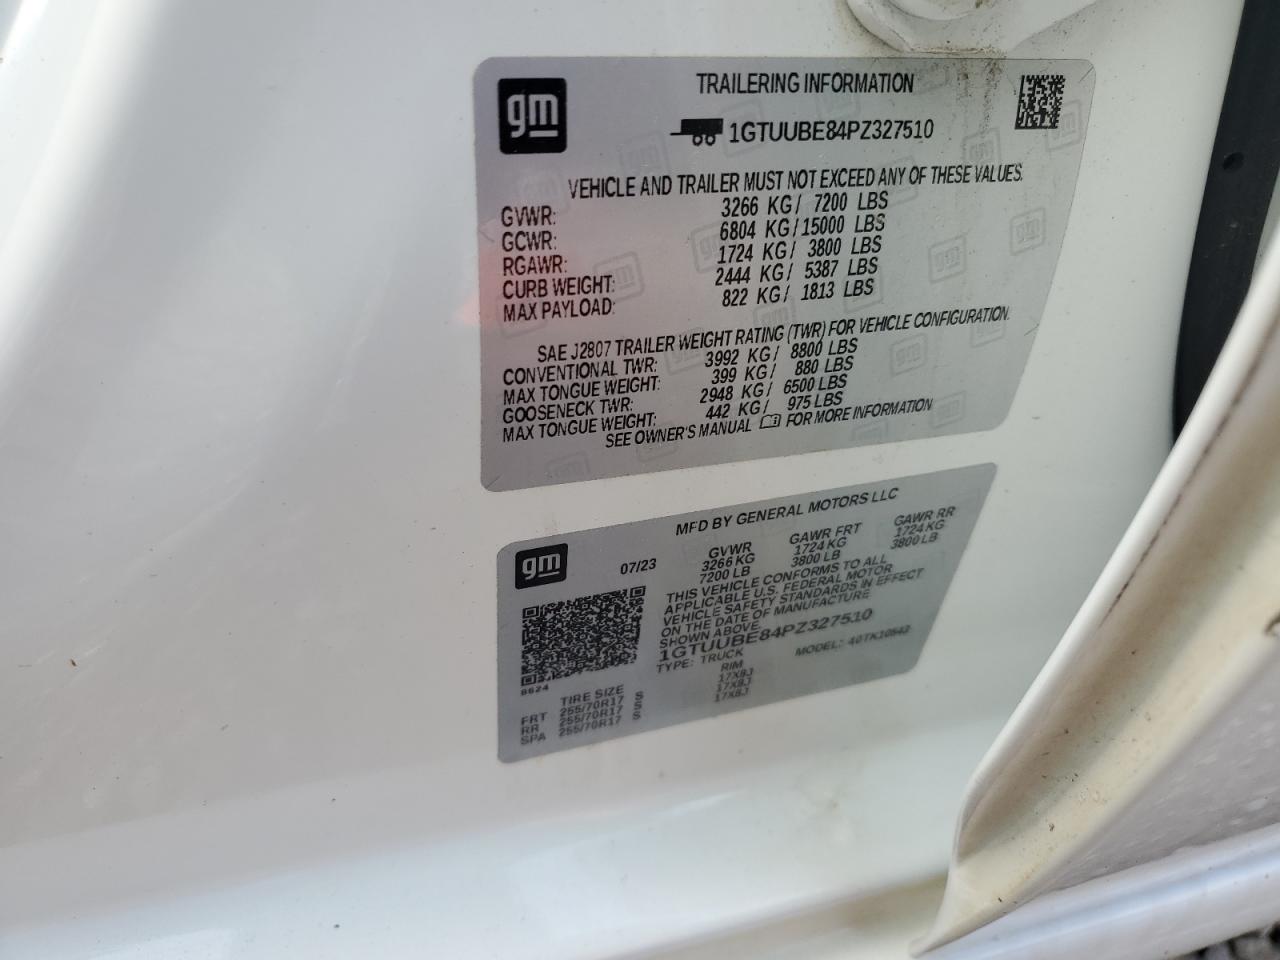 gm
TRAILERING INFORMATION
1GTUUBE84PZ327510
VEHICLE AND TRAILER MUST NOT EXCEED ANY OF THESE VALUES.
GVWR: 3266 KG/ 7200 LBS
GCWR: 6804 KG/15000 LBS
RGAWR: 1724 KG/ 3800 LBS
CURB WEIGHT: 2444 KG/ 5387 LBS
MAX PAYLOAD: 822 KG/ 1813 LBS
SAE J2807 TRAILER WEIGHT RATING (TWR) FOR VEHICLE CONFIGURATION.
CONVENTIONAL TWR: 3992 KG/ 8800 LBS
MAX TONGUE WEIGHT: 399 KG/ 880 LBS
GOOSENECK TWR: 2948 KG/ 6500 LBS
MAX TONGUE WEIGHT: 442 KG/ 975 LBS
SEE OWNER'S MANUAL FOR MORE INFORMATION
MFD BY GENERAL MOTORS LLC
gm
07/23
GVWR GAWR FRT GAWR RR
3266 KG 1724 KG 1724 KG
7200 LB 3800 LB 3800 LB
THIS VEHICLE CONFORMS TO ALL
APPLICABLE U.S. FEDERAL MOTOR
VEHICLE SAFETY STANDARDS IN EFFECT
ON THE DATE OF MANUFACTURE
SHOWN ABOVE.
1GTUUBE84PZ327510
TYPE: TRUCK MODEL: 40TK10543
8624
TIRE SIZE RIM
FRT 255/70R17 S 17X8J
RR 255/70R17 S 17X8J
SPA 255/70R17 S 17X8J